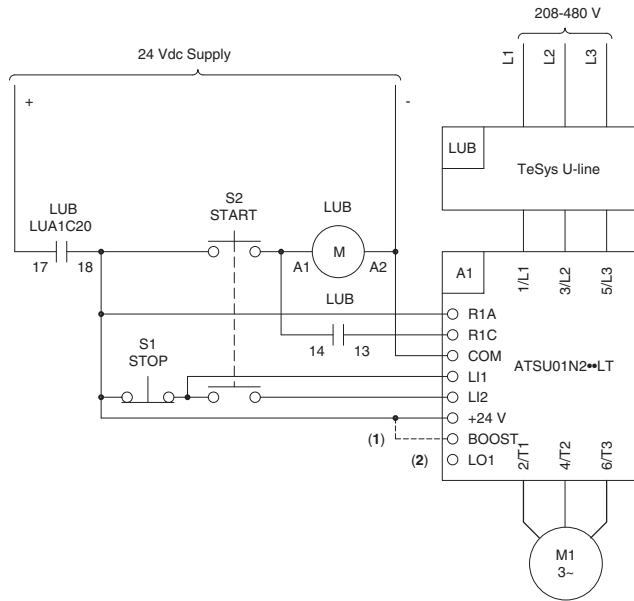 208-480 V
24 Vdc Supply
L1
L2
L3
+
-
LUB
TeSys U-line
LUB
LUA1C20
S2
START
LUB
17
18
A1
M
A2
A1
1/L1
3/L2
5/L3
LUB
R1A
S1
STOP
14
13
R1C
COM
ATSU01N2••LT
LI1
LI2
+24 V
(1)
BOOST
(2)
LO1
2/T1
4/T2
6/T3
M1
3~